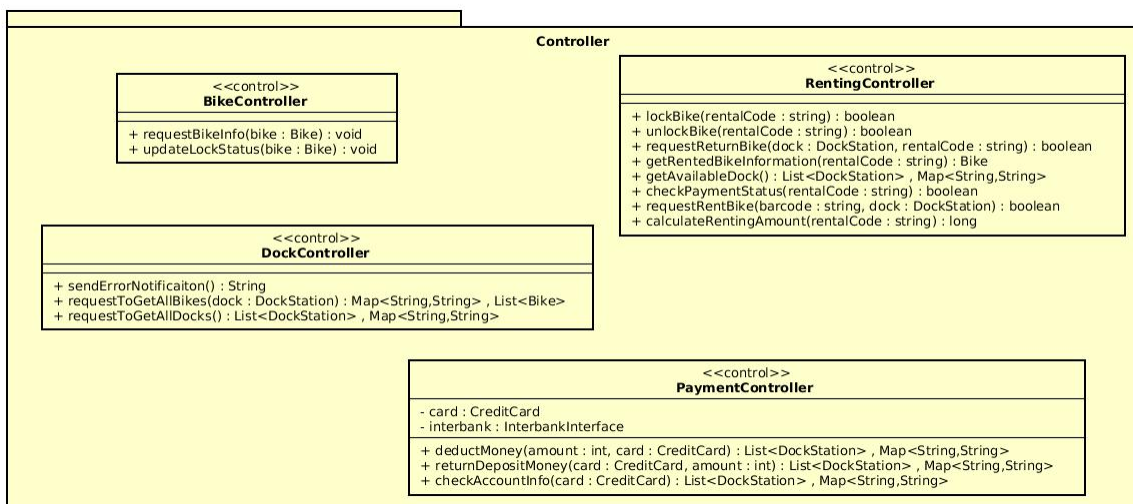 Controller
<<control>>
BikeController
+ requestBikeInfo(bike : Bike) : void
+ updateLockStatus(bike : Bike) : void
<<control>>
RentingController
+ lockBike(rentalCode : string) : boolean
+ unlockBike(rentalCode : string) : boolean
+ requestReturnBike(dock : DockStation, rentalCode : string) : boolean
+ getRentedBikeInformation(rentalCode : string) : Bike
+ getAvailableDock() : List<DockStation> , Map<String,String>
+ checkPaymentStatus(rentalCode : string) : boolean
+ requestRentBike(barcode : string, dock : DockStation) : boolean
+ calculateRentingAmount(rentalCode : string) : long
<<control>>
DockController
+ sendErrorNotificaiton() : String
+ requestToGetAllBikes(dock : DockStation) : Map<String,String> , List<Bike>
+ requestToGetAllDocks() : List<DockStation> , Map<String,String>
<<control>>
PaymentController
- card : CreditCard
- interbank : InterbankInterface
+ deductMoney(amount : int, card : CreditCard) : List<DockStation> , Map<String,String>
+ returnDepositMoney(card : CreditCard, amount : int) : List<DockStation> , Map<String,String>
+ checkAccountInfo(card : CreditCard) : List<DockStation> , Map<String,String>